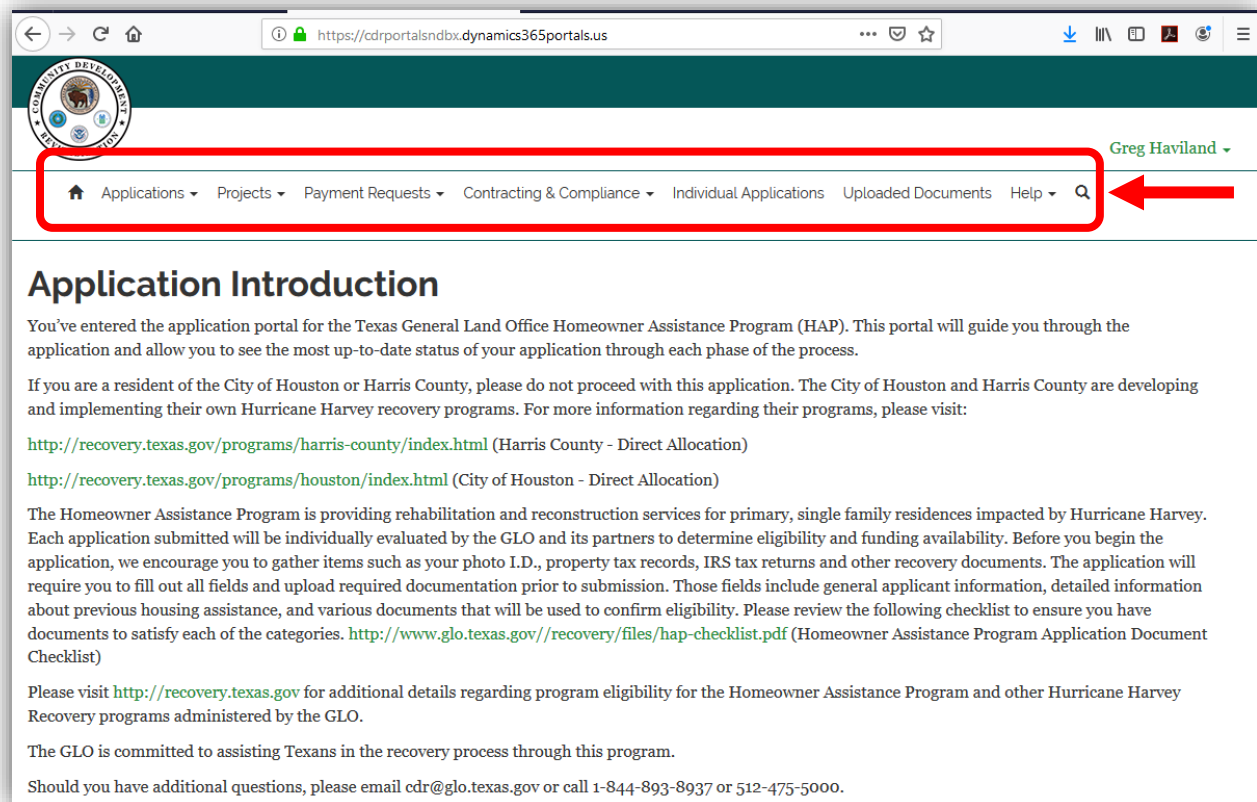 https://cdrportalsndbx.dynamics365portals.us
COMMUNITY DEVELOPMENT
REVITALIZATION
Greg Haviland
Applications Projects Payment Requests Contracting & Compliance Individual Applications Uploaded Documents Help
Application Introduction
You’ve entered the application portal for the Texas General Land Office Homeowner Assistance Program (HAP). This portal will guide you through the
application and allow you to see the most up-to-date status of your application through each phase of the process.
If you are a resident of the City of Houston or Harris County, please do not proceed with this application. The City of Houston and Harris County are developing
and implementing their own Hurricane Harvey recovery programs. For more information regarding their programs, please visit:
http://recovery.texas.gov/programs/harris-county/index.html (Harris County - Direct Allocation)
http://recovery.texas.gov/programs/houston/index.html (City of Houston - Direct Allocation)
The Homeowner Assistance Program is providing rehabilitation and reconstruction services for primary, single family residences impacted by Hurricane Harvey.
Each application submitted will be individually evaluated by the GLO and its partners to determine eligibility and funding availability. Before you begin the
application, we encourage you to gather items such as your photo I.D., property tax records, IRS tax returns and other recovery documents. The application will
require you to fill out all fields and upload required documentation prior to submission. Those fields include general applicant information, detailed information
about previous housing assistance, and various documents that will be used to confirm eligibility. Please review the following checklist to ensure you have
documents to satisfy each of the categories. http://www.glo.texas.gov//recovery/files/hap-checklist.pdf (Homeowner Assistance Program Application Document
Checklist)
Please visit http://recovery.texas.gov for additional details regarding program eligibility for the Homeowner Assistance Program and other Hurricane Harvey
Recovery programs administered by the GLO.
The GLO is committed to assisting Texans in the recovery process through this program.
Should you have additional questions, please email cdr@glo.texas.gov or call 1-844-893-8937 or 512-475-5000.